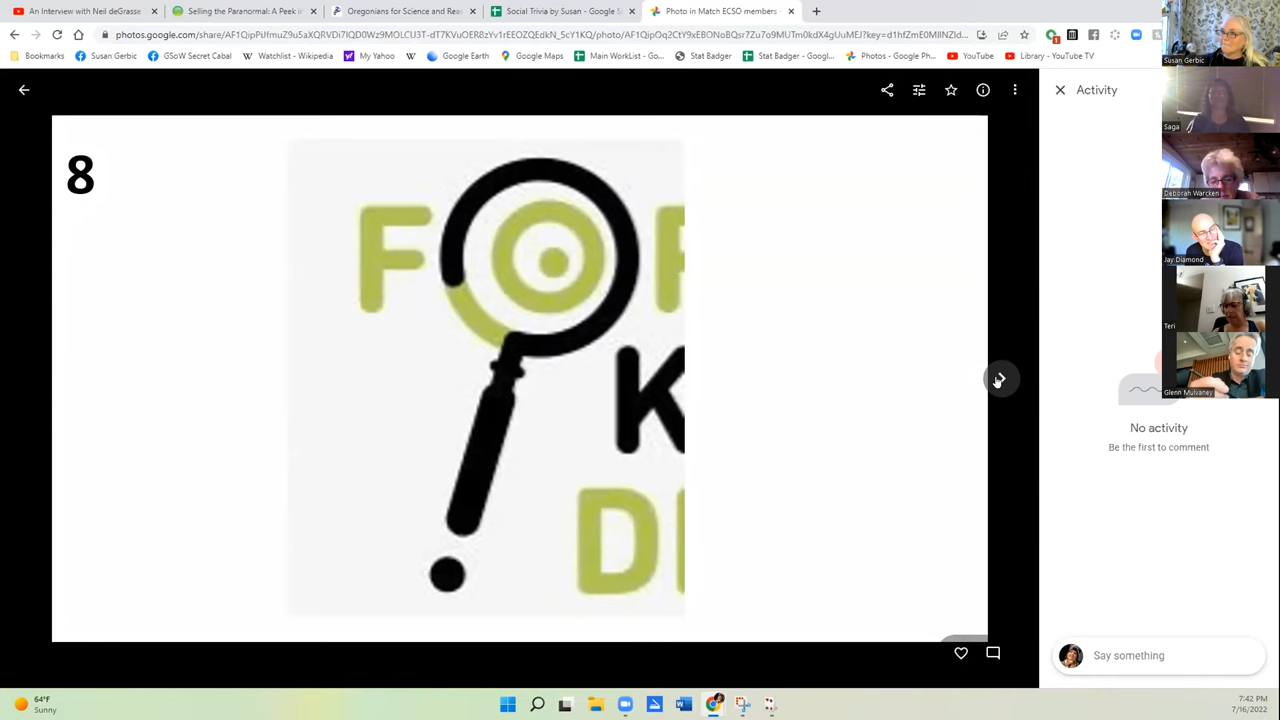 An Interview with Neil deGrasse
Selling the Paranormal: A Peek in
Oregonians for Science and Rea
Social Trivia by Susan - Google S
Photo in Match ECSO members -
Bookmarks
Susan Gerbic
GSoW Secret Cabal
Watchlist - Wikipedia
My Yahoo
Google Earth
Google Maps
Main WorkList - Go...
Stat Badger
Stat Badger - Googl...
Photos - Google Ph...
YouTube
Library - YouTube TV
Activity
8
FOR
K
D
No activity
Be the first to comment
Say something
Susan Gerbic
Saga
Deborah Warcken
Jay Diamond
Teri
Glenn Mulvaney
64°F
Sunny
7:42 PM
7/16/2022